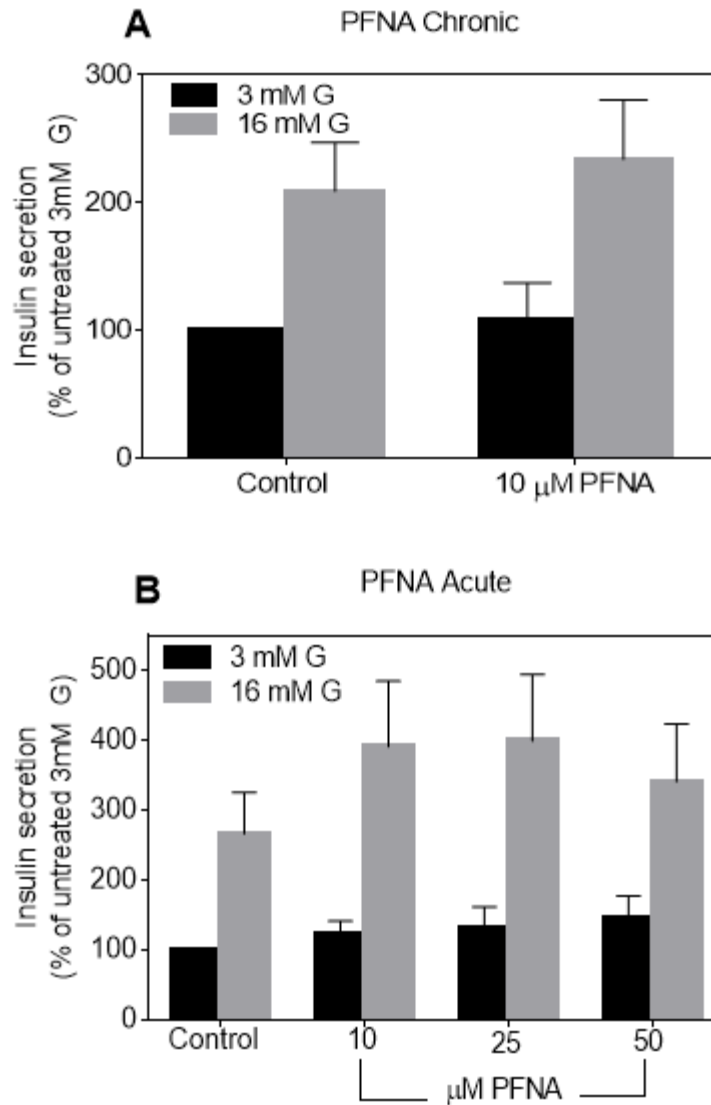 A
PFNA Chronic
3 mM G
16 mM G
Insulin secretion
(% of untreated 3mM G)
300
200
100
0
Control
10 μM PFNA
B
PFNA Acute
3 mM G
16 mM G
Insulin secretion
(% of untreated 3mM G)
500
400
300
200
100
0
Control
10
25
50
μM PFNA